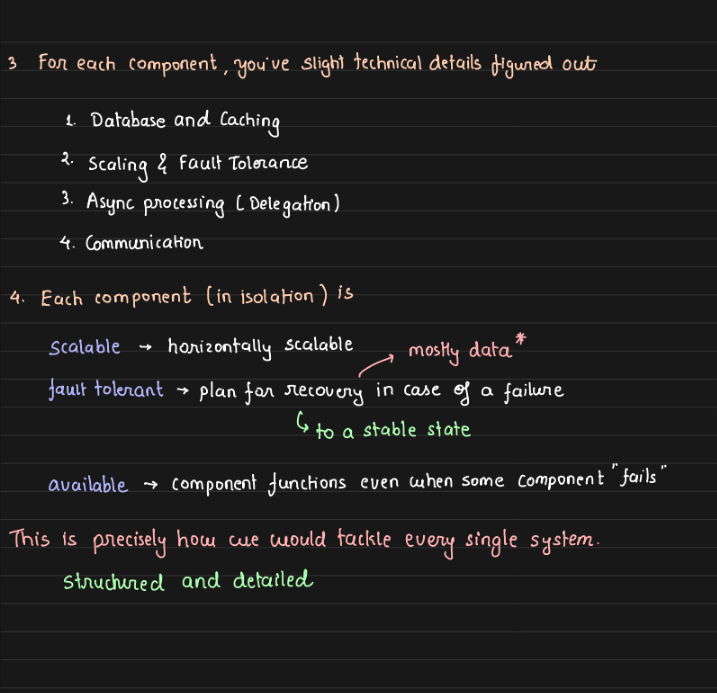 3 For each component, you've slight technical details figured out
1. Database and Caching
2. Scaling & Fault Tolerance
3. Async processing (Delegation)
4. Communication
4. Each component (in isolation) is
Scalable → horizontally scalable
mostly data*
fault tolerant → plan for recovery in case of a failure
↳ to a stable state
available → component functions even when some component "fails"
This is precisely how we would tackle every single system.
Structured and detailed